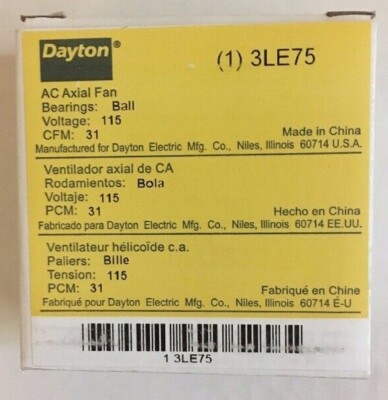 Dayton®
(1) 3LE75
AC Axial Fan
Bearings: Ball
Voltage: 115
CFM: 31
Made in China
Manufactured for Dayton Electric Mfg. Co., Niles, Illinois 60714 U.S.A.
Ventilador axial de CA
Rodamientos: Bola
Voltaje: 115
PCM: 31
Hecho en China
Fabricado para Dayton Electric Mfg. Co., Niles, Illinois 60714 EE.UU.
Ventilateur hélicoïde c.a.
Paliers: Bille
Tension: 115
PCM: 31
Fabriqué en Chine
Fabriqué pour Dayton Electric Mfg. Co., Niles, Illinois 60714 É-U
1 3LE75